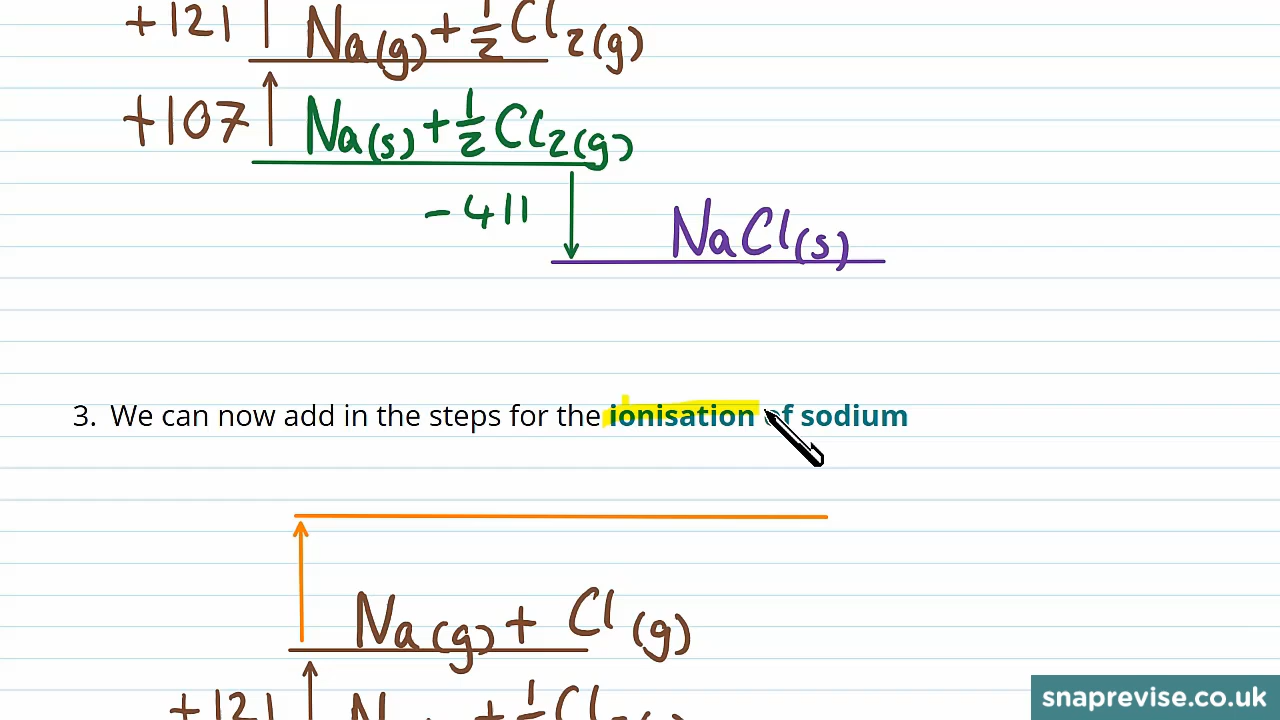 +121 Na(g) + ½Cl2(g)
+107 Na(s) + ½Cl2(g)
-411
NaCl(s)
3. We can now add in the steps for the ionisation of sodium
Na(g) + Cl(g)
+121
snaprevise.co.uk